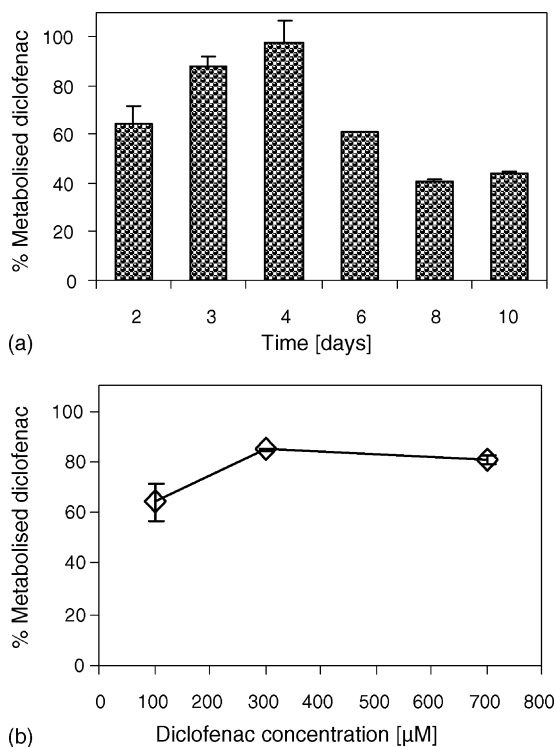 % Metabolised diclofenac
100
80
60
40
20
0
2 3 4 6 8 10
Time [days]
(a)
% Metabolised diclofenac
100
80
60
40
20
0
0 100 200 300 400 500 600 700 800
Diclofenac concentration [µM]
(b)